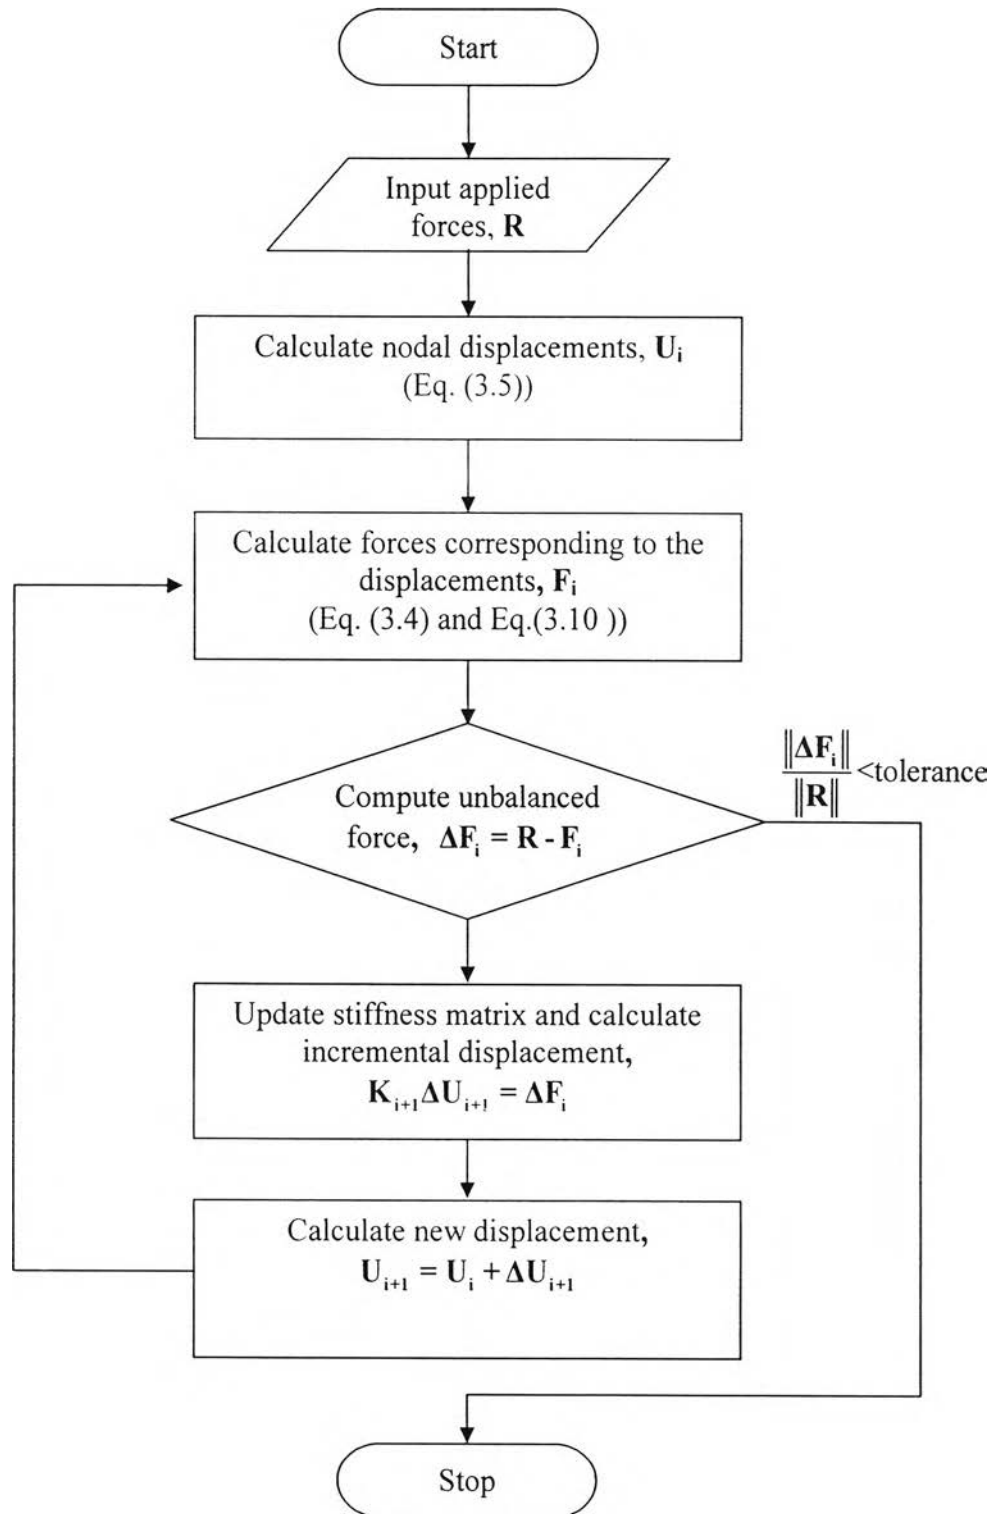 Start
Input applied
forces, R
Calculate nodal displacements, Uᵢ
(Eq. (3.5))
Calculate forces corresponding to the
displacements, Fᵢ
(Eq. (3.4) and Eq.(3.10 ))
‖ΔFᵢ‖
‖R‖
<tolerance
Compute unbalanced
force, ΔFᵢ = R - Fᵢ
Update stiffness matrix and calculate
incremental displacement,
Kᵢ₊₁ΔUᵢ₊₁ = ΔFᵢ
Calculate new displacement,
Uᵢ₊₁ = Uᵢ + ΔUᵢ₊₁
Stop